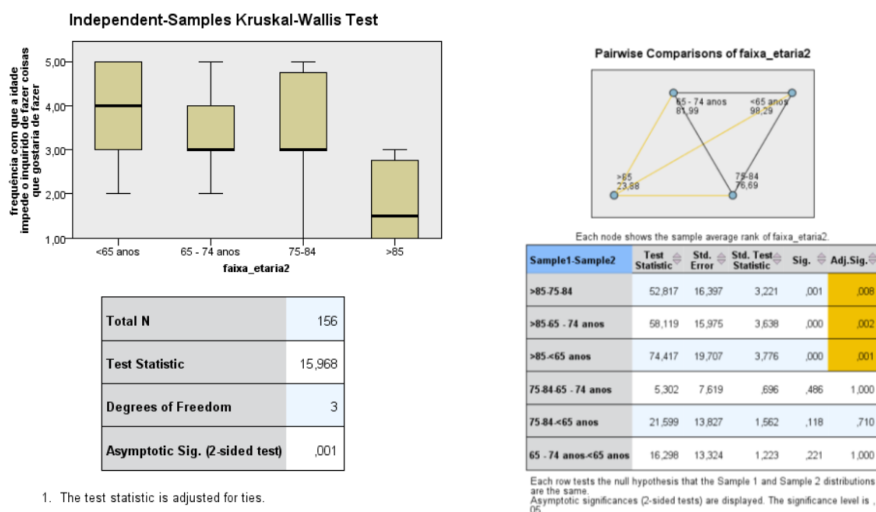 Independent-Samples Kruskal-Wallis Test
frequência com que a idade
impede o inquirido de fazer coisas
que gostaria de fazer
5,00
4,00
3,00
2,00
1,00
<65 anos
65 - 74 anos
75-84
>85
faixa_etaria2
Total N 156
Test Statistic 15,968
Degrees of Freedom 3
Asymptotic Sig. (2-sided test) ,001
1. The test statistic is adjusted for ties.
Pairwise Comparisons of faixa_etaria2
65 - 74 anos
81,99
<65 anos
98,29
>85
23,88
75-84
76,69
Each node shows the sample average rank of faixa_etaria2.
Sample1-Sample2 Test Statistic Std. Error Std. Test Statistic Sig. Adj.Sig.
>85-75-84 52,817 16,397 3,221 ,001 ,008
>85-65 - 74 anos 58,119 15,975 3,638 ,000 ,002
>85-<65 anos 74,417 19,707 3,776 ,000 ,001
75-84-65 - 74 anos 5,302 7,619 ,696 ,486 1,000
75-84-<65 anos 21,599 13,827 1,562 ,118 ,710
65 - 74 anos-<65 anos 16,298 13,324 1,223 ,221 1,000
Each row tests the null hypothesis that the Sample 1 and Sample 2 distributions
are the same.
Asymptotic significances (2-sided tests) are displayed. The significance level is ,
05.